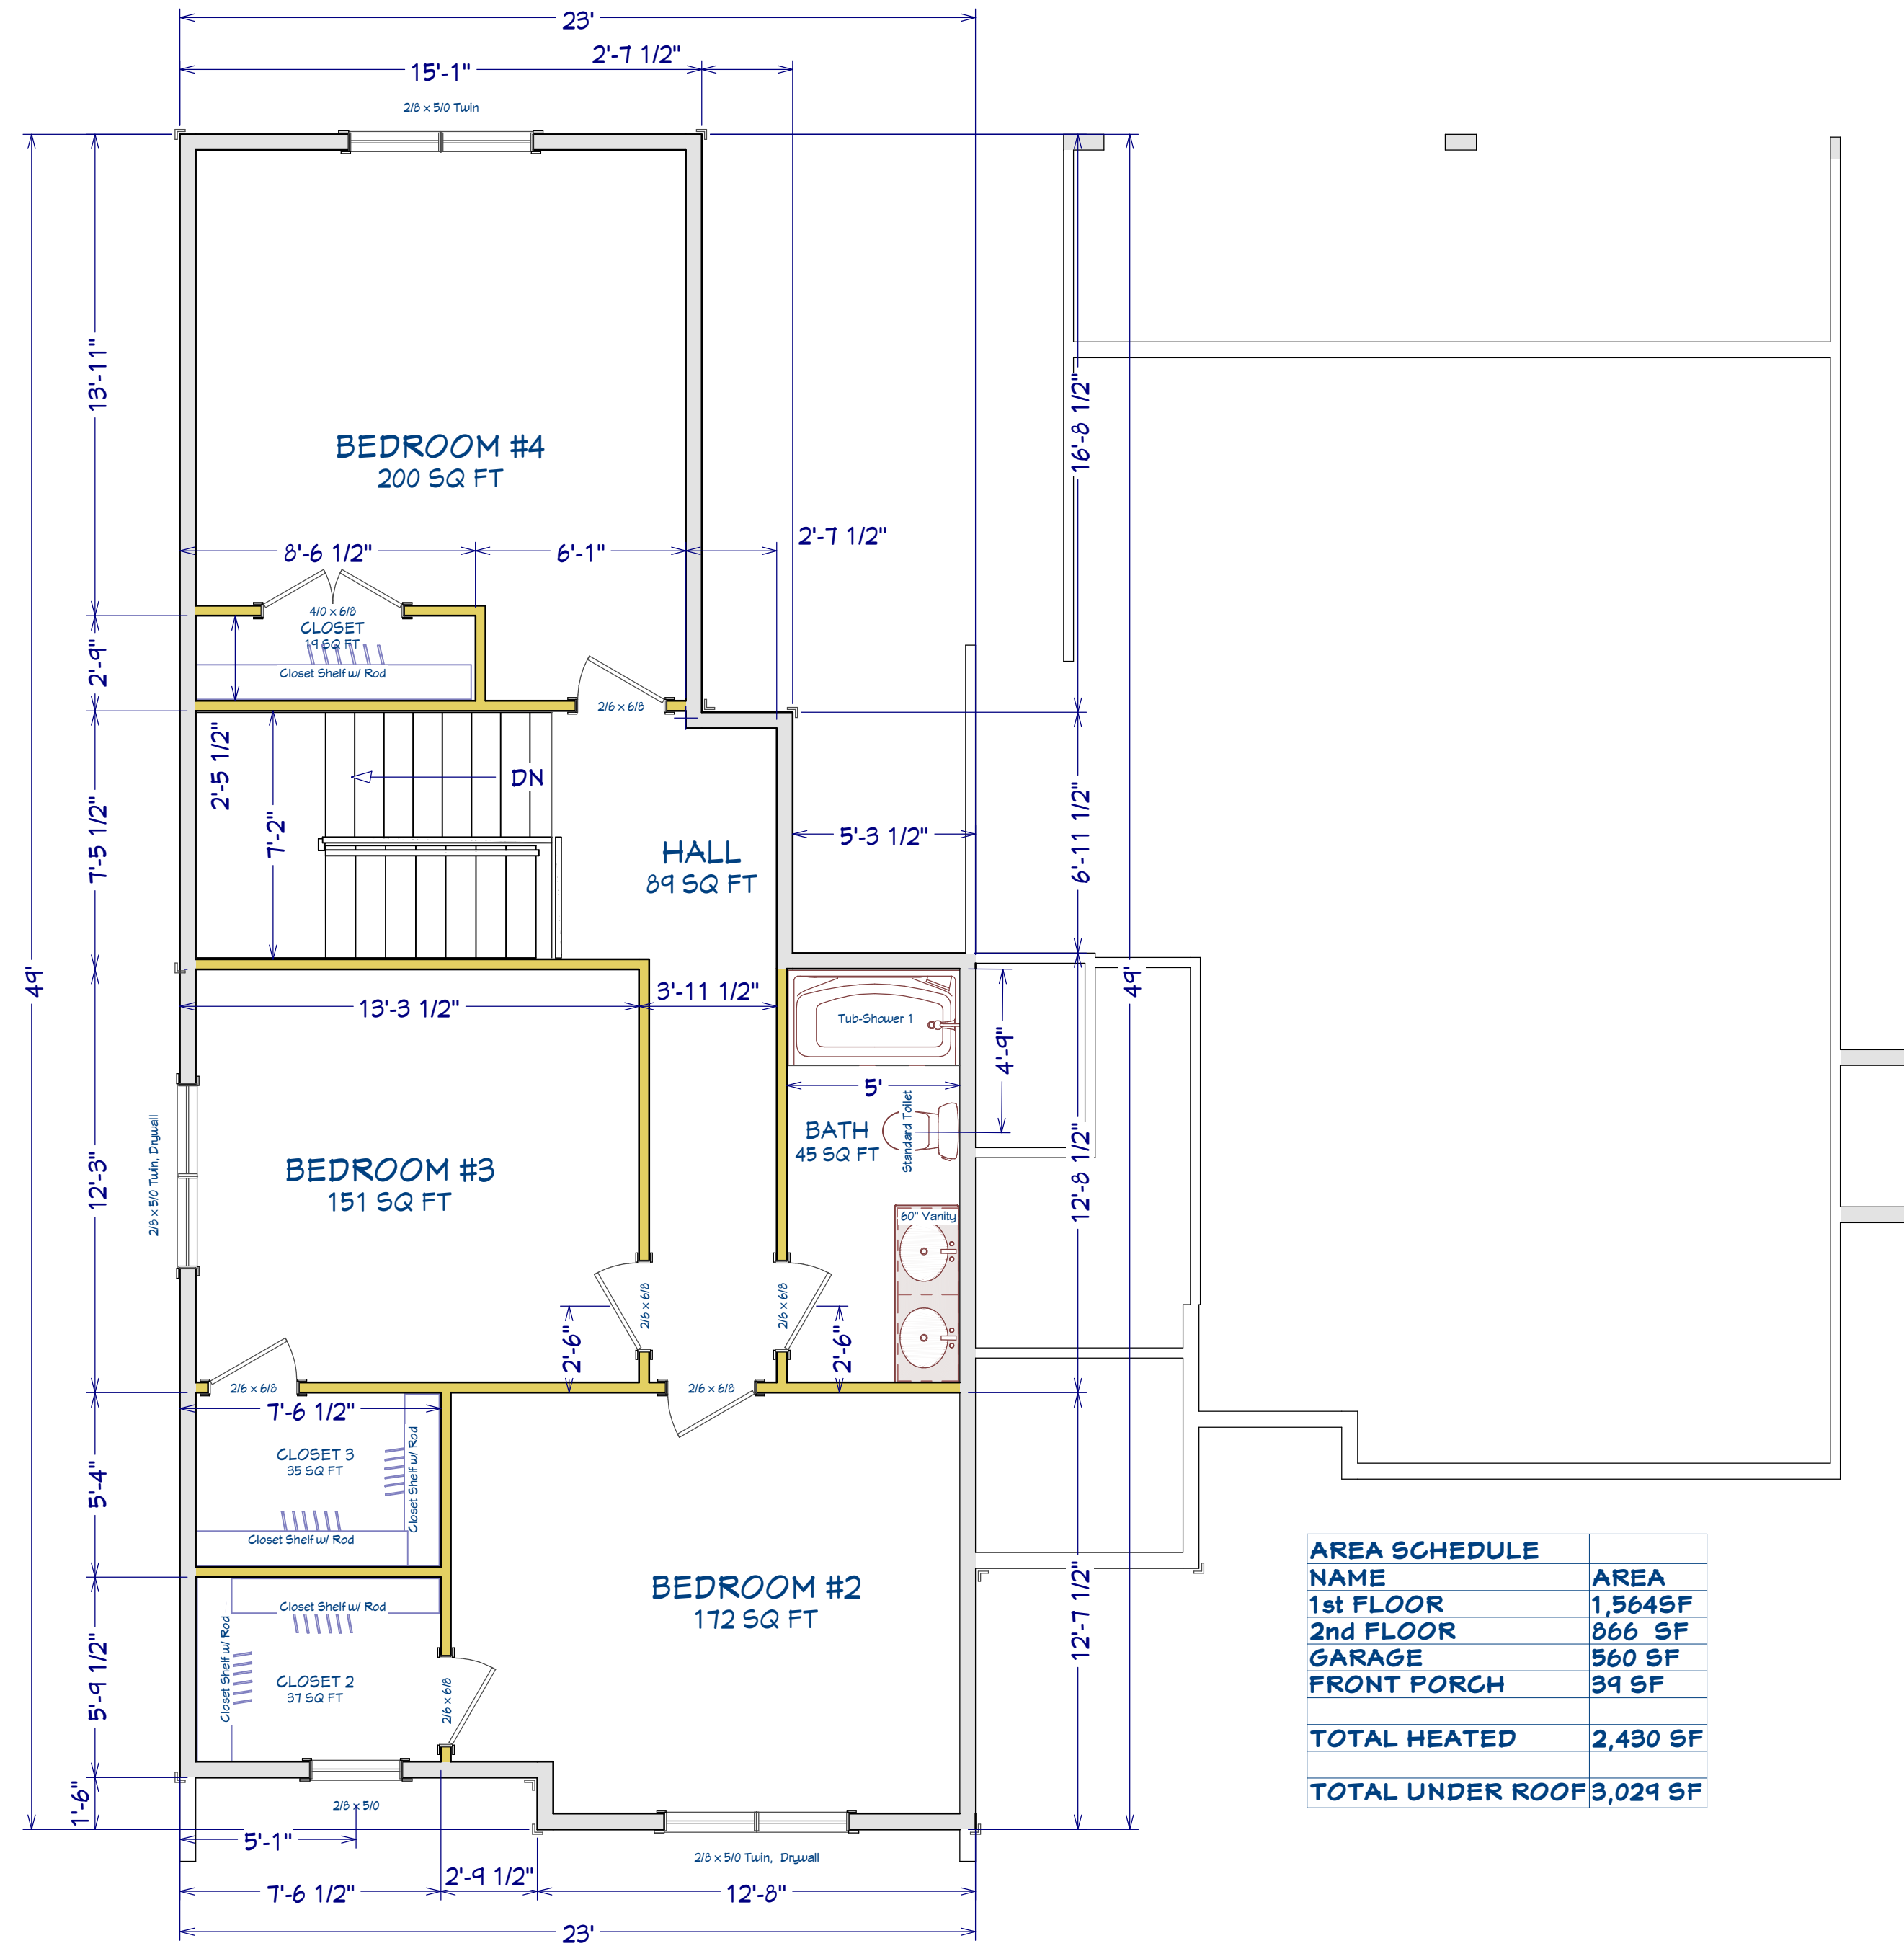 23'
15'-1"
2'-7 1/2"
2/8 x 5/0 Twin
13'-11"
16'-8 1/2"
BEDROOM #4
200 SQ FT
8'-6 1/2"
6'-1"
2'-7 1/2"
4/0 x 6/8
CLOSET
19 SQ FT
Closet Shelf w/ Rod
2'-9"
2/6 x 6/8
2'-5 1/2"
7'-5 1/2"
7'-2"
DN
HALL
89 SQ FT
5'-3 1/2"
6'-11 1/2"
49'
49'
13'-3 1/2"
3'-11 1/2"
Tub-Shower 1
4'-9"
5'
2/8 x 5/0 Twin, Drywall
12'-3"
BEDROOM #3
151 SQ FT
BATH
45 SQ FT
Standard Toilet
12'-8 1/2"
60" Vanity
2/6 x 6/8
2/6 x 6/8
2'-6"
2'-6"
2/6 x 6/8
2/6 x 6/8
7'-6 1/2"
CLOSET 3
35 SQ FT
Closet Shelf w/ Rod
Closet Shelf w/ Rod
5'-4"
BEDROOM #2
172 SQ FT
12'-7 1/2"
Closet Shelf w/ Rod
Closet Shelf w/ Rod
CLOSET 2
37 SQ FT
2/6 x 6/8
5'-9 1/2"
1'-6"
2/8 x 5/0
5'-1"
2/8 x 5/0 Twin, Drywall
7'-6 1/2"
2'-9 1/2"
12'-8"
23'
AREA SCHEDULE
NAME AREA
1st FLOOR 1,564SF
2nd FLOOR 866 SF
GARAGE 560 SF
FRONT PORCH 39 SF
TOTAL HEATED 2,430 SF
TOTAL UNDER ROOF 3,029 SF